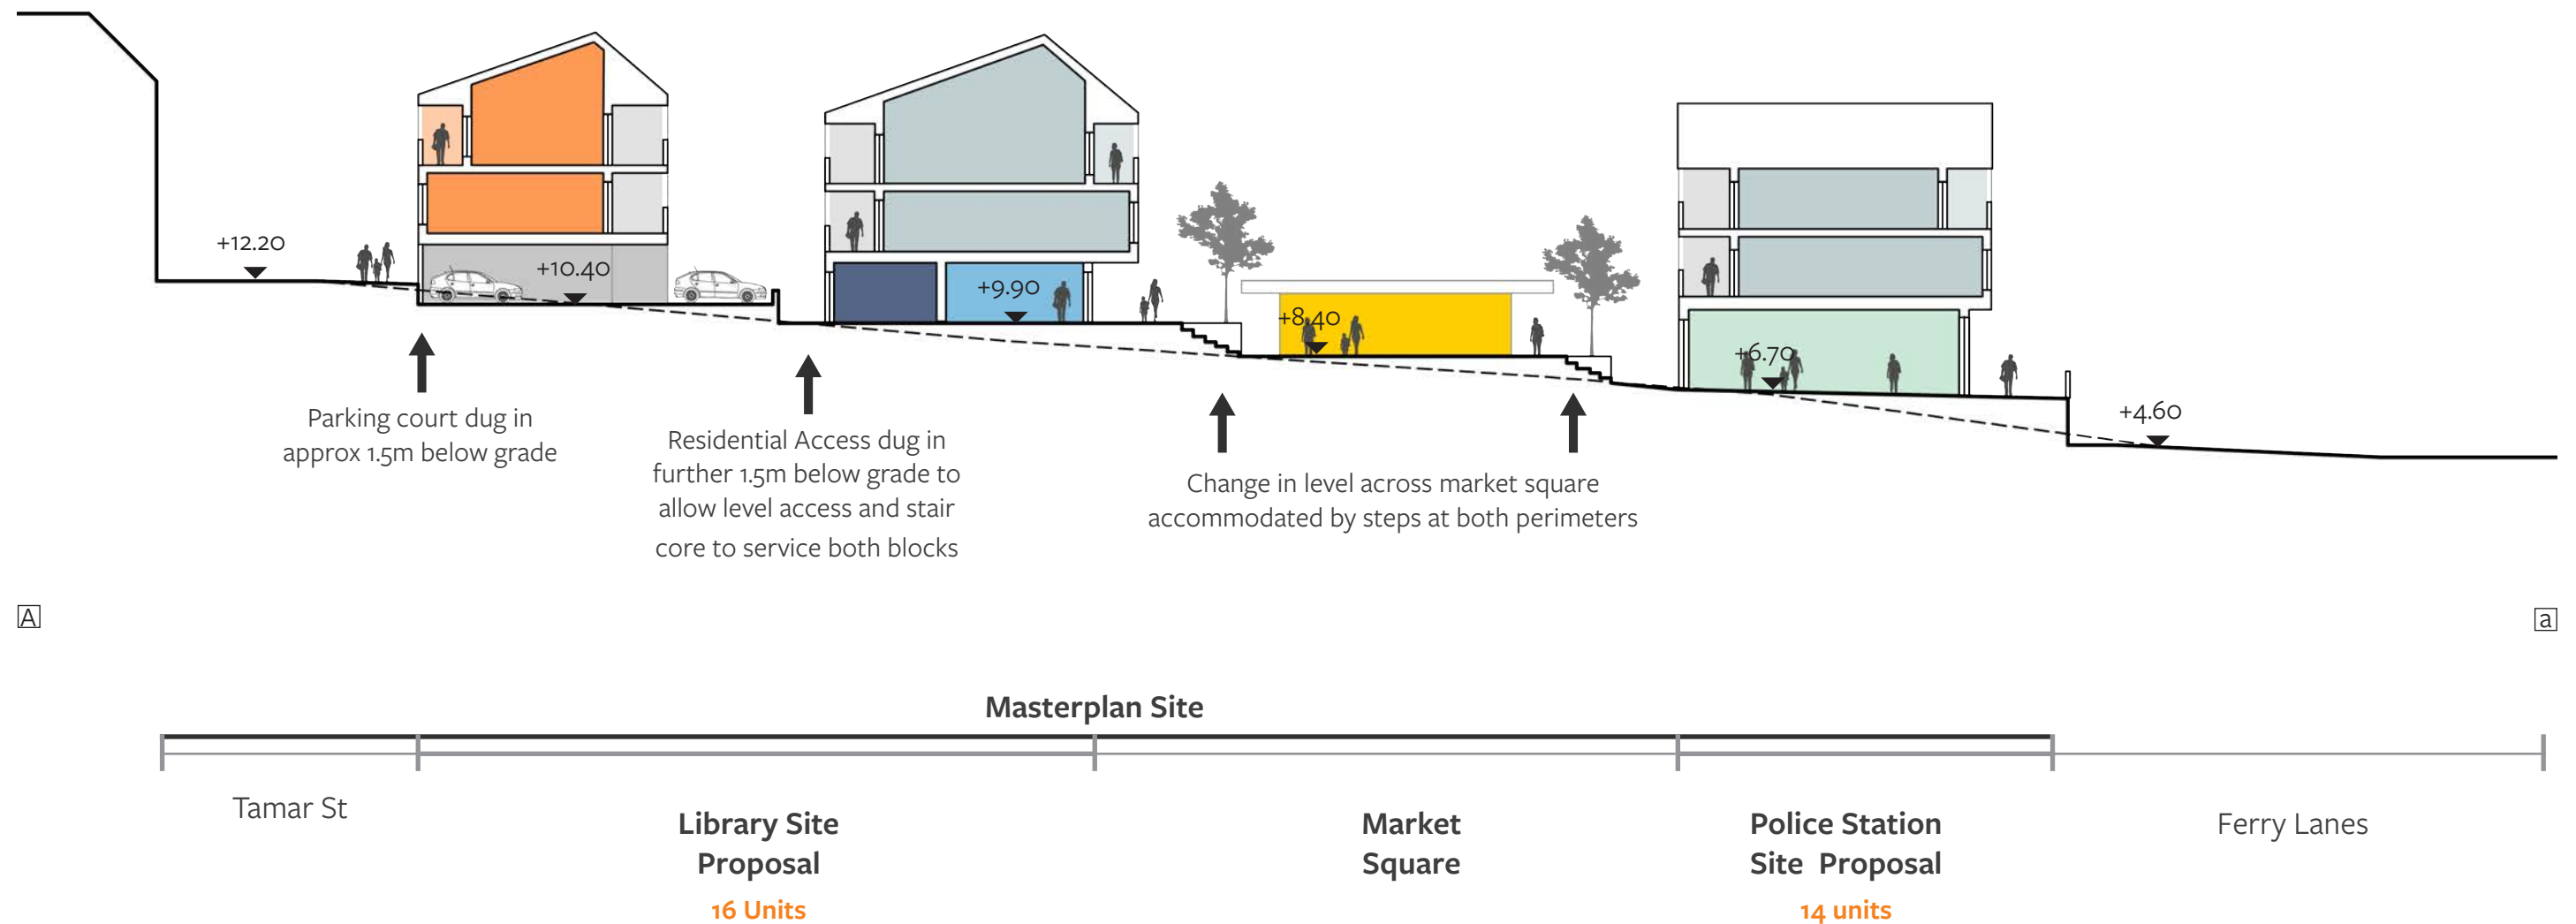 +12.20
+10.40
+9.90
+8.40
+6.70
+4.60
Parking court dug in
approx 1.5m below grade
Residential Access dug in
further 1.5m below grade to
allow level access and stair
core to service both blocks
Change in level across market square
accommodated by steps at both perimeters
A
a
Masterplan Site
Tamar St
Library Site
Proposal
16 Units
Market
Square
Police Station
Site Proposal
14 units
Ferry Lanes